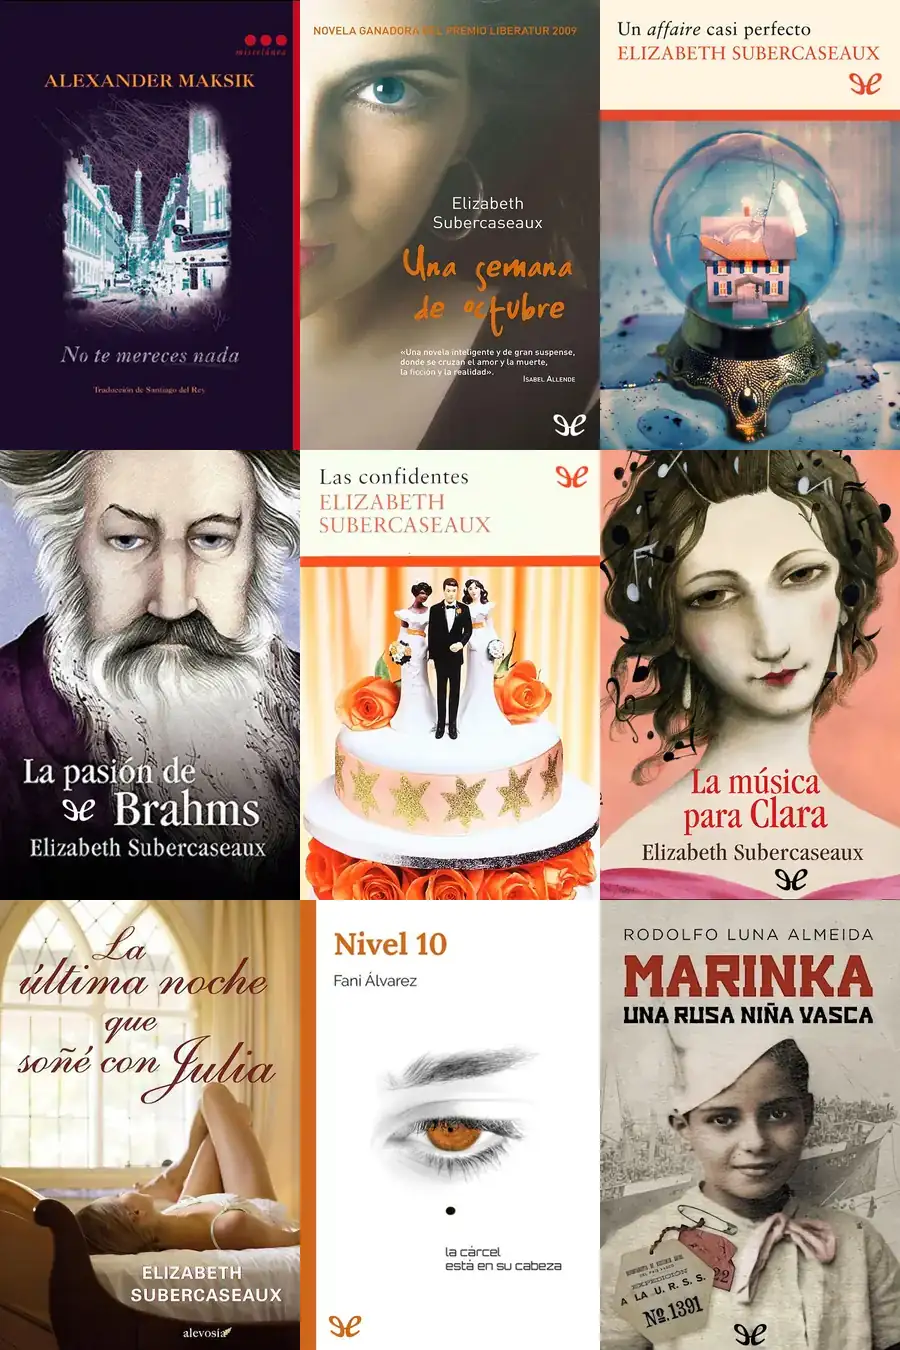 miscelánea
ALEXANDER MAKSIK
No te mereces nada
Traducción de Santiago del Rey
NOVELA GANADORA DEL PREMIO LIBERATUR 2009
Elizabeth
Subercaseaux
Una semana
de octubre
«Una novela inteligente y de gran suspense,
donde se cruzan el amor y la muerte,
la ficción y la realidad».
ISABEL ALLENDE
Un affaire casi perfecto
ELIZABETH SUBERCASEAUX
La pasión de
Brahms
Elizabeth Subercaseaux
Las confidentes
ELIZABETH
SUBERCASEAUX
La música
para Clara
Elizabeth Subercaseaux
La
última noche
que
soñé con Julia
ELIZABETH
SUBERCASEAUX
alevosía
Nivel 10
Fani Álvarez
la cárcel
está en su cabeza
RODOLFO LUNA ALMEIDA
MARINKA
UNA RUSA NIÑA VASCA
EXPEDICIÓN
A LA U.R.S.S.
Nº 1391
22